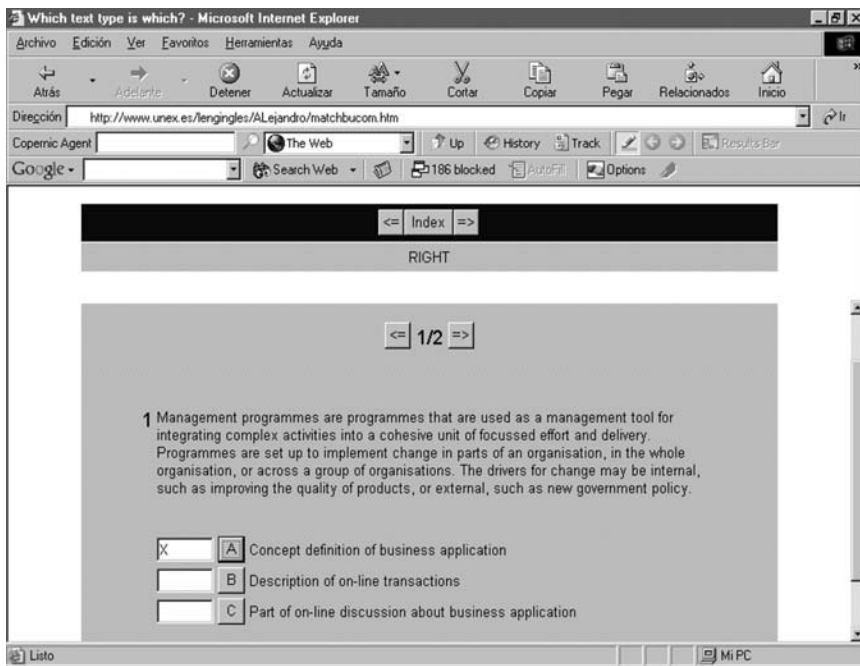 Which text type is which? - Microsoft Internet Explorer
Archivo Edición Ver Favoritos Herramientas Ayuda
Atrás Adelante Detener Actualizar Tamaño Cortar Copiar Pegar Relacionados Inicio
Dirección http://www.unex.es/lengingles/ALejandro/matchbucom.htm Ir
Copernic Agent The Web Up History Track Results Bar
Google Search Web 186 blocked AutoFill Options
<= Index =>
RIGHT
<= 1/2 =>
1 Management programmes are programmes that are used as a management tool for
integrating complex activities into a cohesive unit of focussed effort and delivery.
Programmes are set up to implement change in parts of an organisation, in the whole
organisation, or across a group of organisations. The drivers for change may be internal,
such as improving the quality of products, or external, such as new government policy.
X A Concept definition of business application
B Description of on-line transactions
C Part of on-line discussion about business application
Listo Mi PC